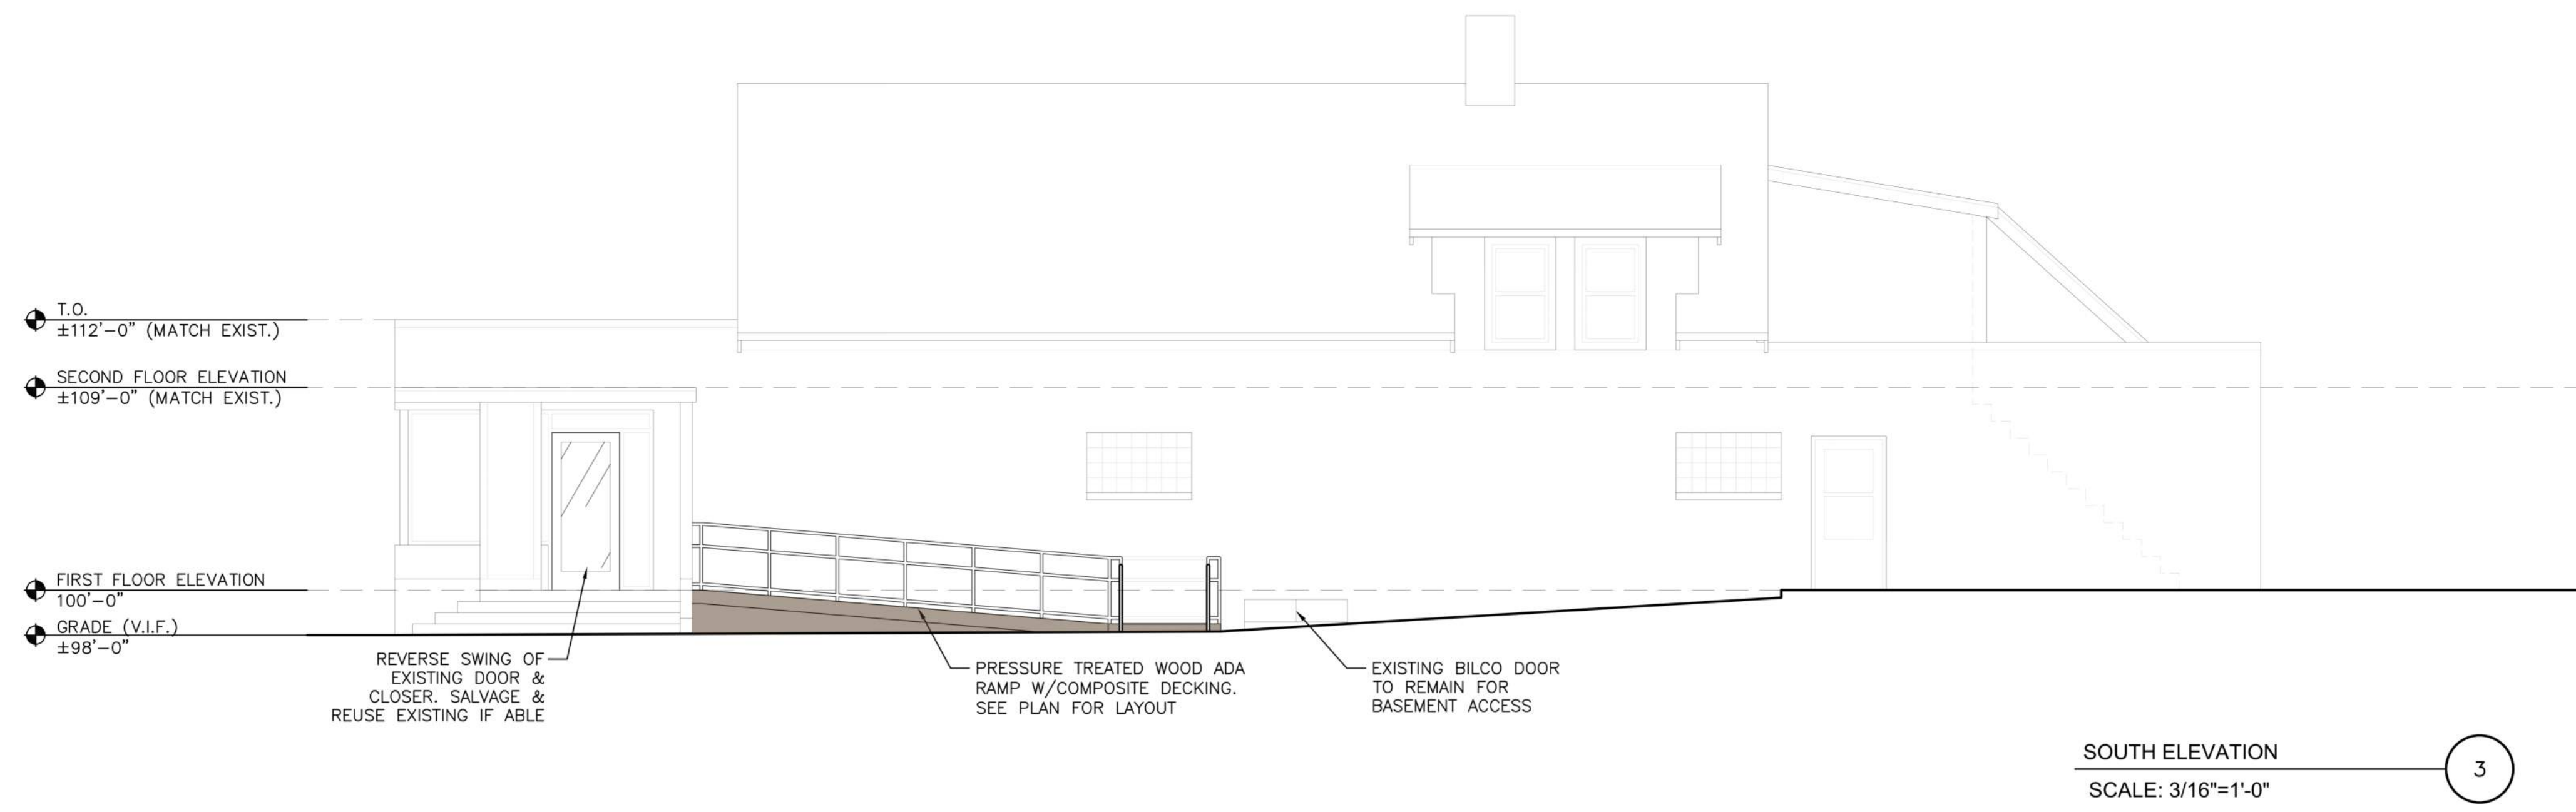 T.O.
±112'-0" (MATCH EXIST.)
SECOND FLOOR ELEVATION
±109'-0" (MATCH EXIST.)
FIRST FLOOR ELEVATION
100'-0"
GRADE (V.I.F.)
±98'-0"
REVERSE SWING OF
EXISTING DOOR &
CLOSER. SALVAGE &
REUSE EXISTING IF ABLE
PRESSURE TREATED WOOD ADA
RAMP W/COMPOSITE DECKING.
SEE PLAN FOR LAYOUT
EXISTING BILCO DOOR
TO REMAIN FOR
BASEMENT ACCESS
SOUTH ELEVATION
SCALE: 3/16"=1'-0"
3